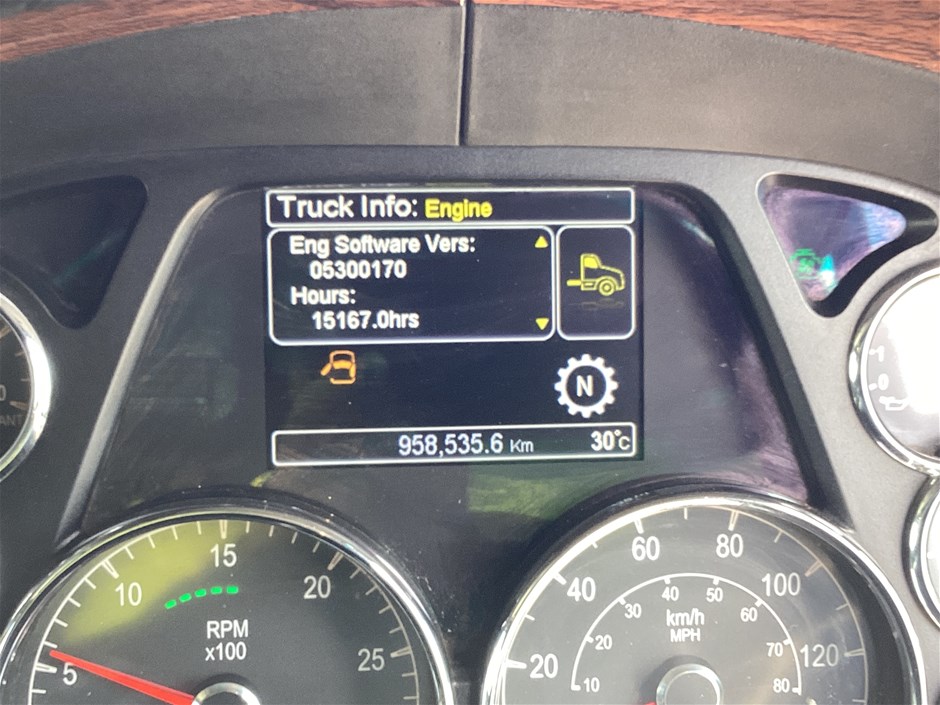 Truck Info: Engine
Eng Software Vers:
05300170
Hours:
15167.0hrs
N
958,535.6 Km 30°C
1
0
5
10
15
20
25
RPM
x100
20
40
60
80
100
120
km/h
MPH
10
20
30
40
50
60
70
80